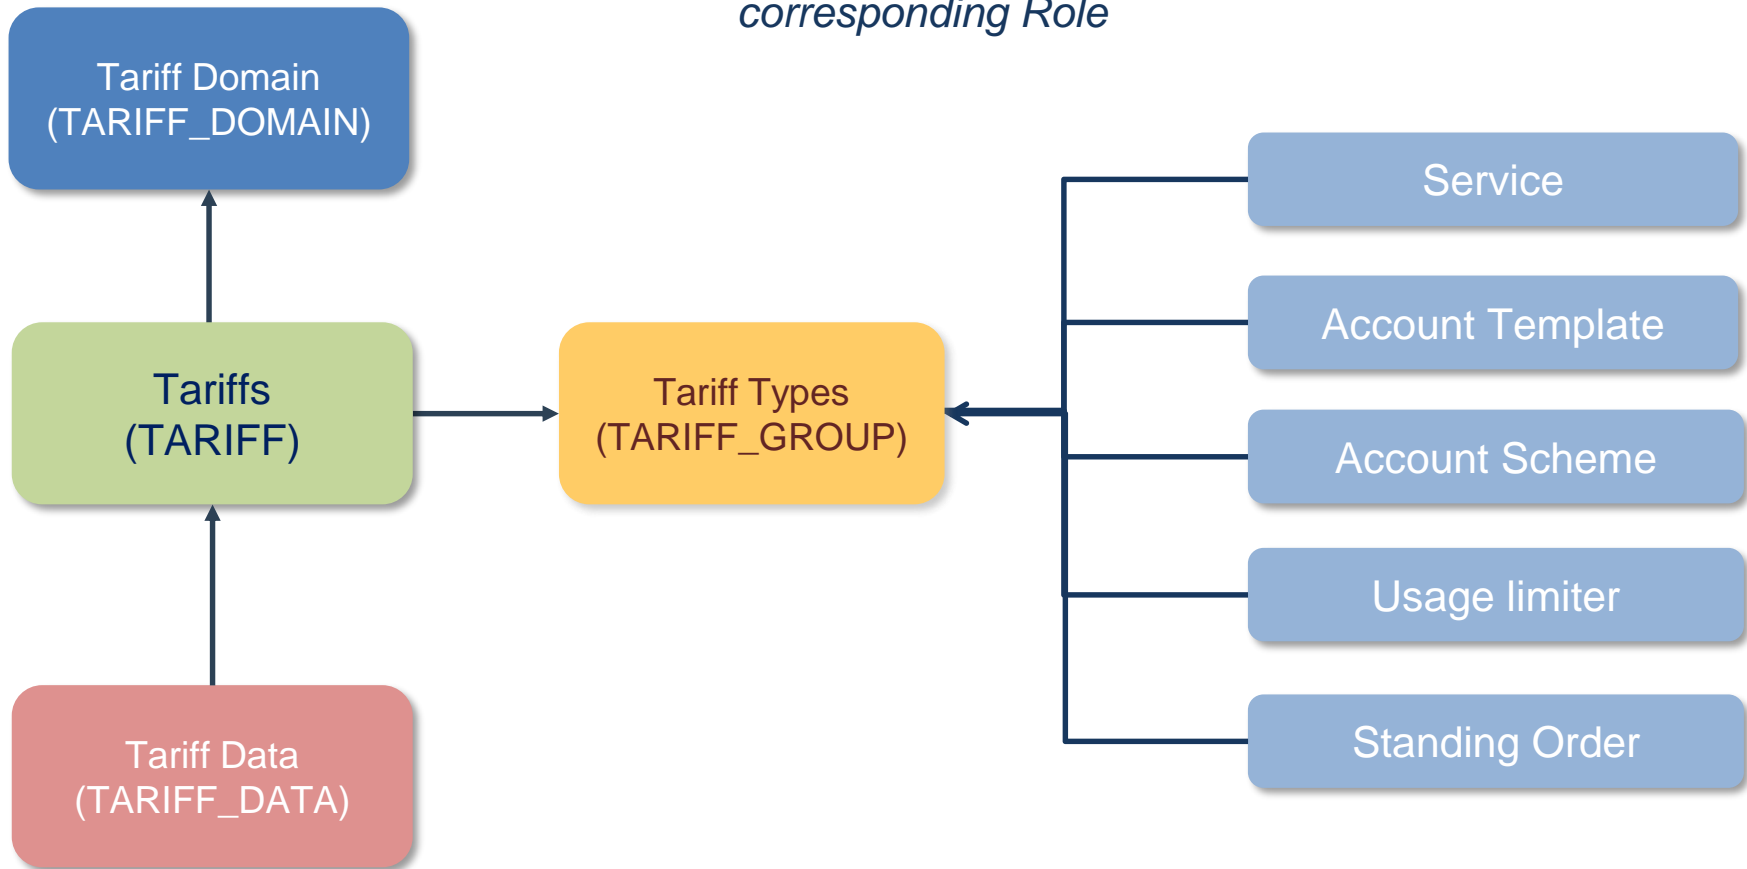 corresponding Role
Tariff Domain
(TARIFF_DOMAIN)
Service
Account Template
Tariffs
(TARIFF)
Tariff Types
(TARIFF_GROUP)
Account Scheme
Usage limiter
Standing Order
Tariff Data
(TARIFF_DATA)